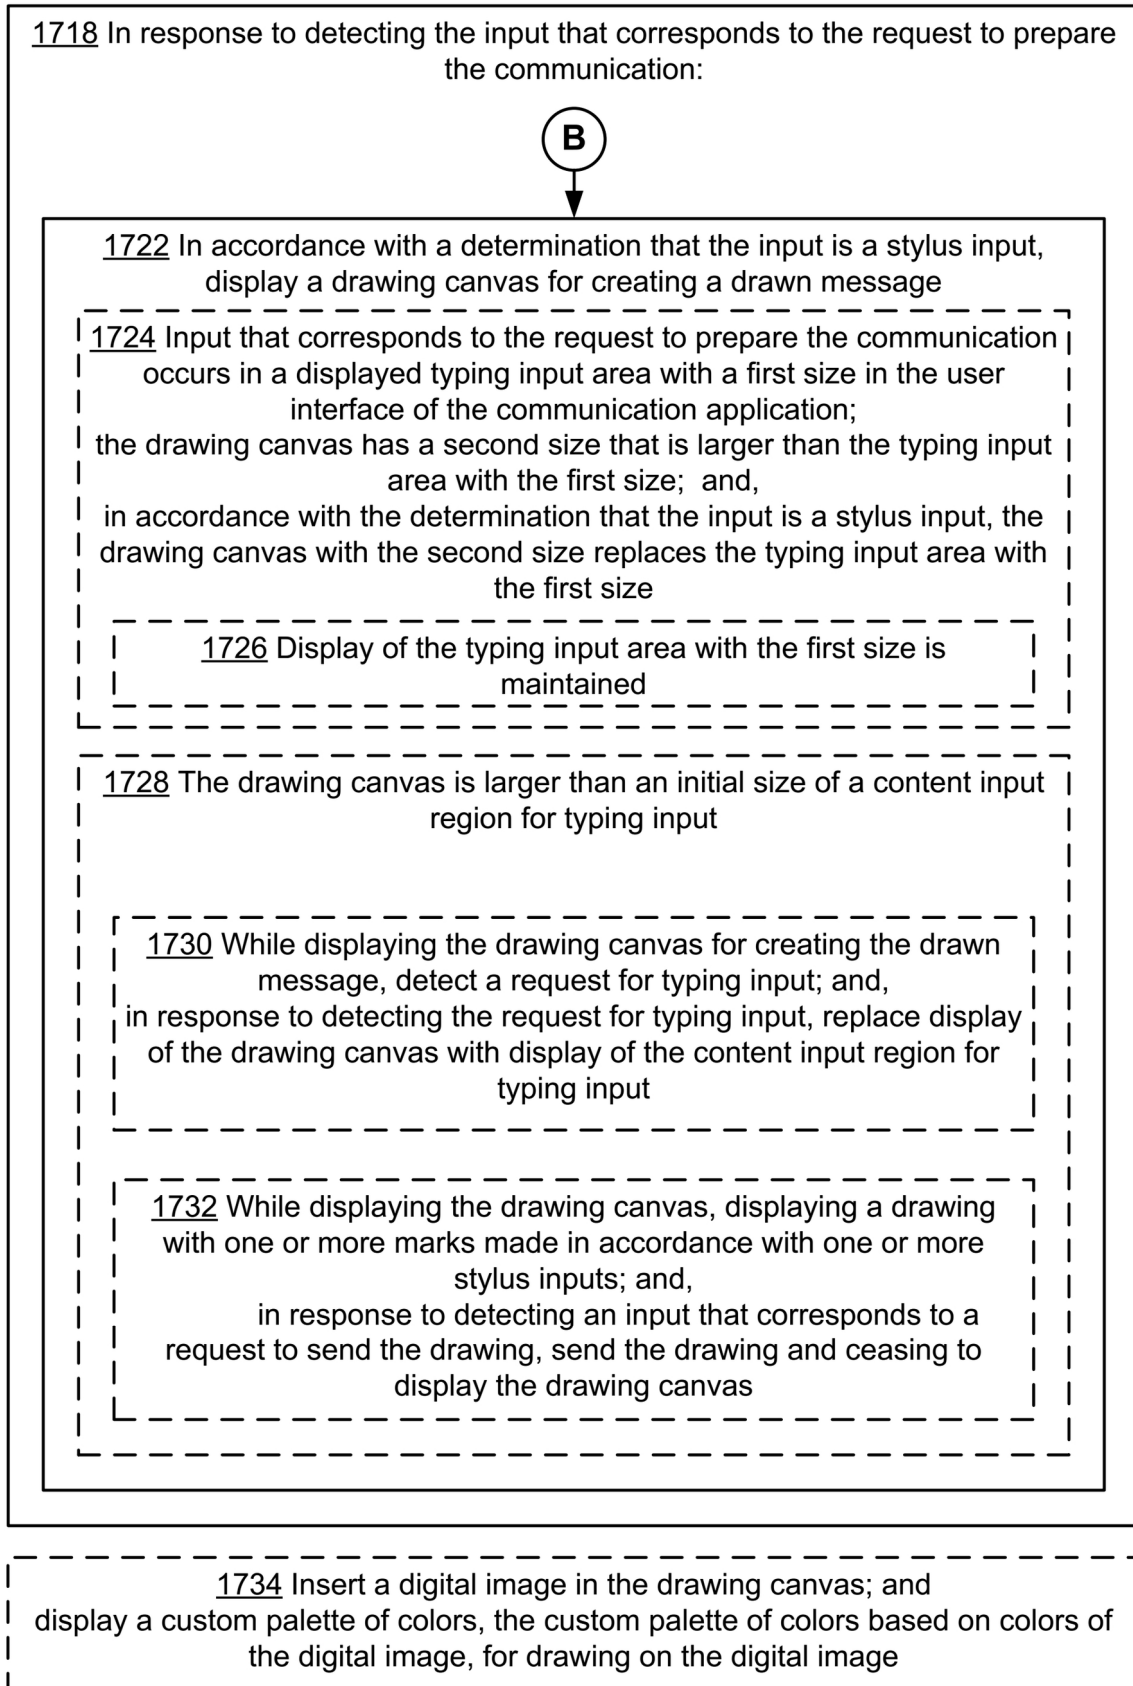 1718 In response to detecting the input that corresponds to the request to prepare
the communication:
B
1722 In accordance with a determination that the input is a stylus input,
display a drawing canvas for creating a drawn message
1724 Input that corresponds to the request to prepare the communication
occurs in a displayed typing input area with a first size in the user
interface of the communication application;
the drawing canvas has a second size that is larger than the typing input
area with the first size; and,
in accordance with the determination that the input is a stylus input, the
drawing canvas with the second size replaces the typing input area with
the first size
1726 Display of the typing input area with the first size is
maintained
1728 The drawing canvas is larger than an initial size of a content input
region for typing input
1730 While displaying the drawing canvas for creating the drawn
message, detect a request for typing input; and,
in response to detecting the request for typing input, replace display
of the drawing canvas with display of the content input region for
typing input
1732 While displaying the drawing canvas, displaying a drawing
with one or more marks made in accordance with one or more
stylus inputs; and,
in response to detecting an input that corresponds to a
request to send the drawing, send the drawing and ceasing to
display the drawing canvas
1734 Insert a digital image in the drawing canvas; and
display a custom palette of colors, the custom palette of colors based on colors of
the digital image, for drawing on the digital image